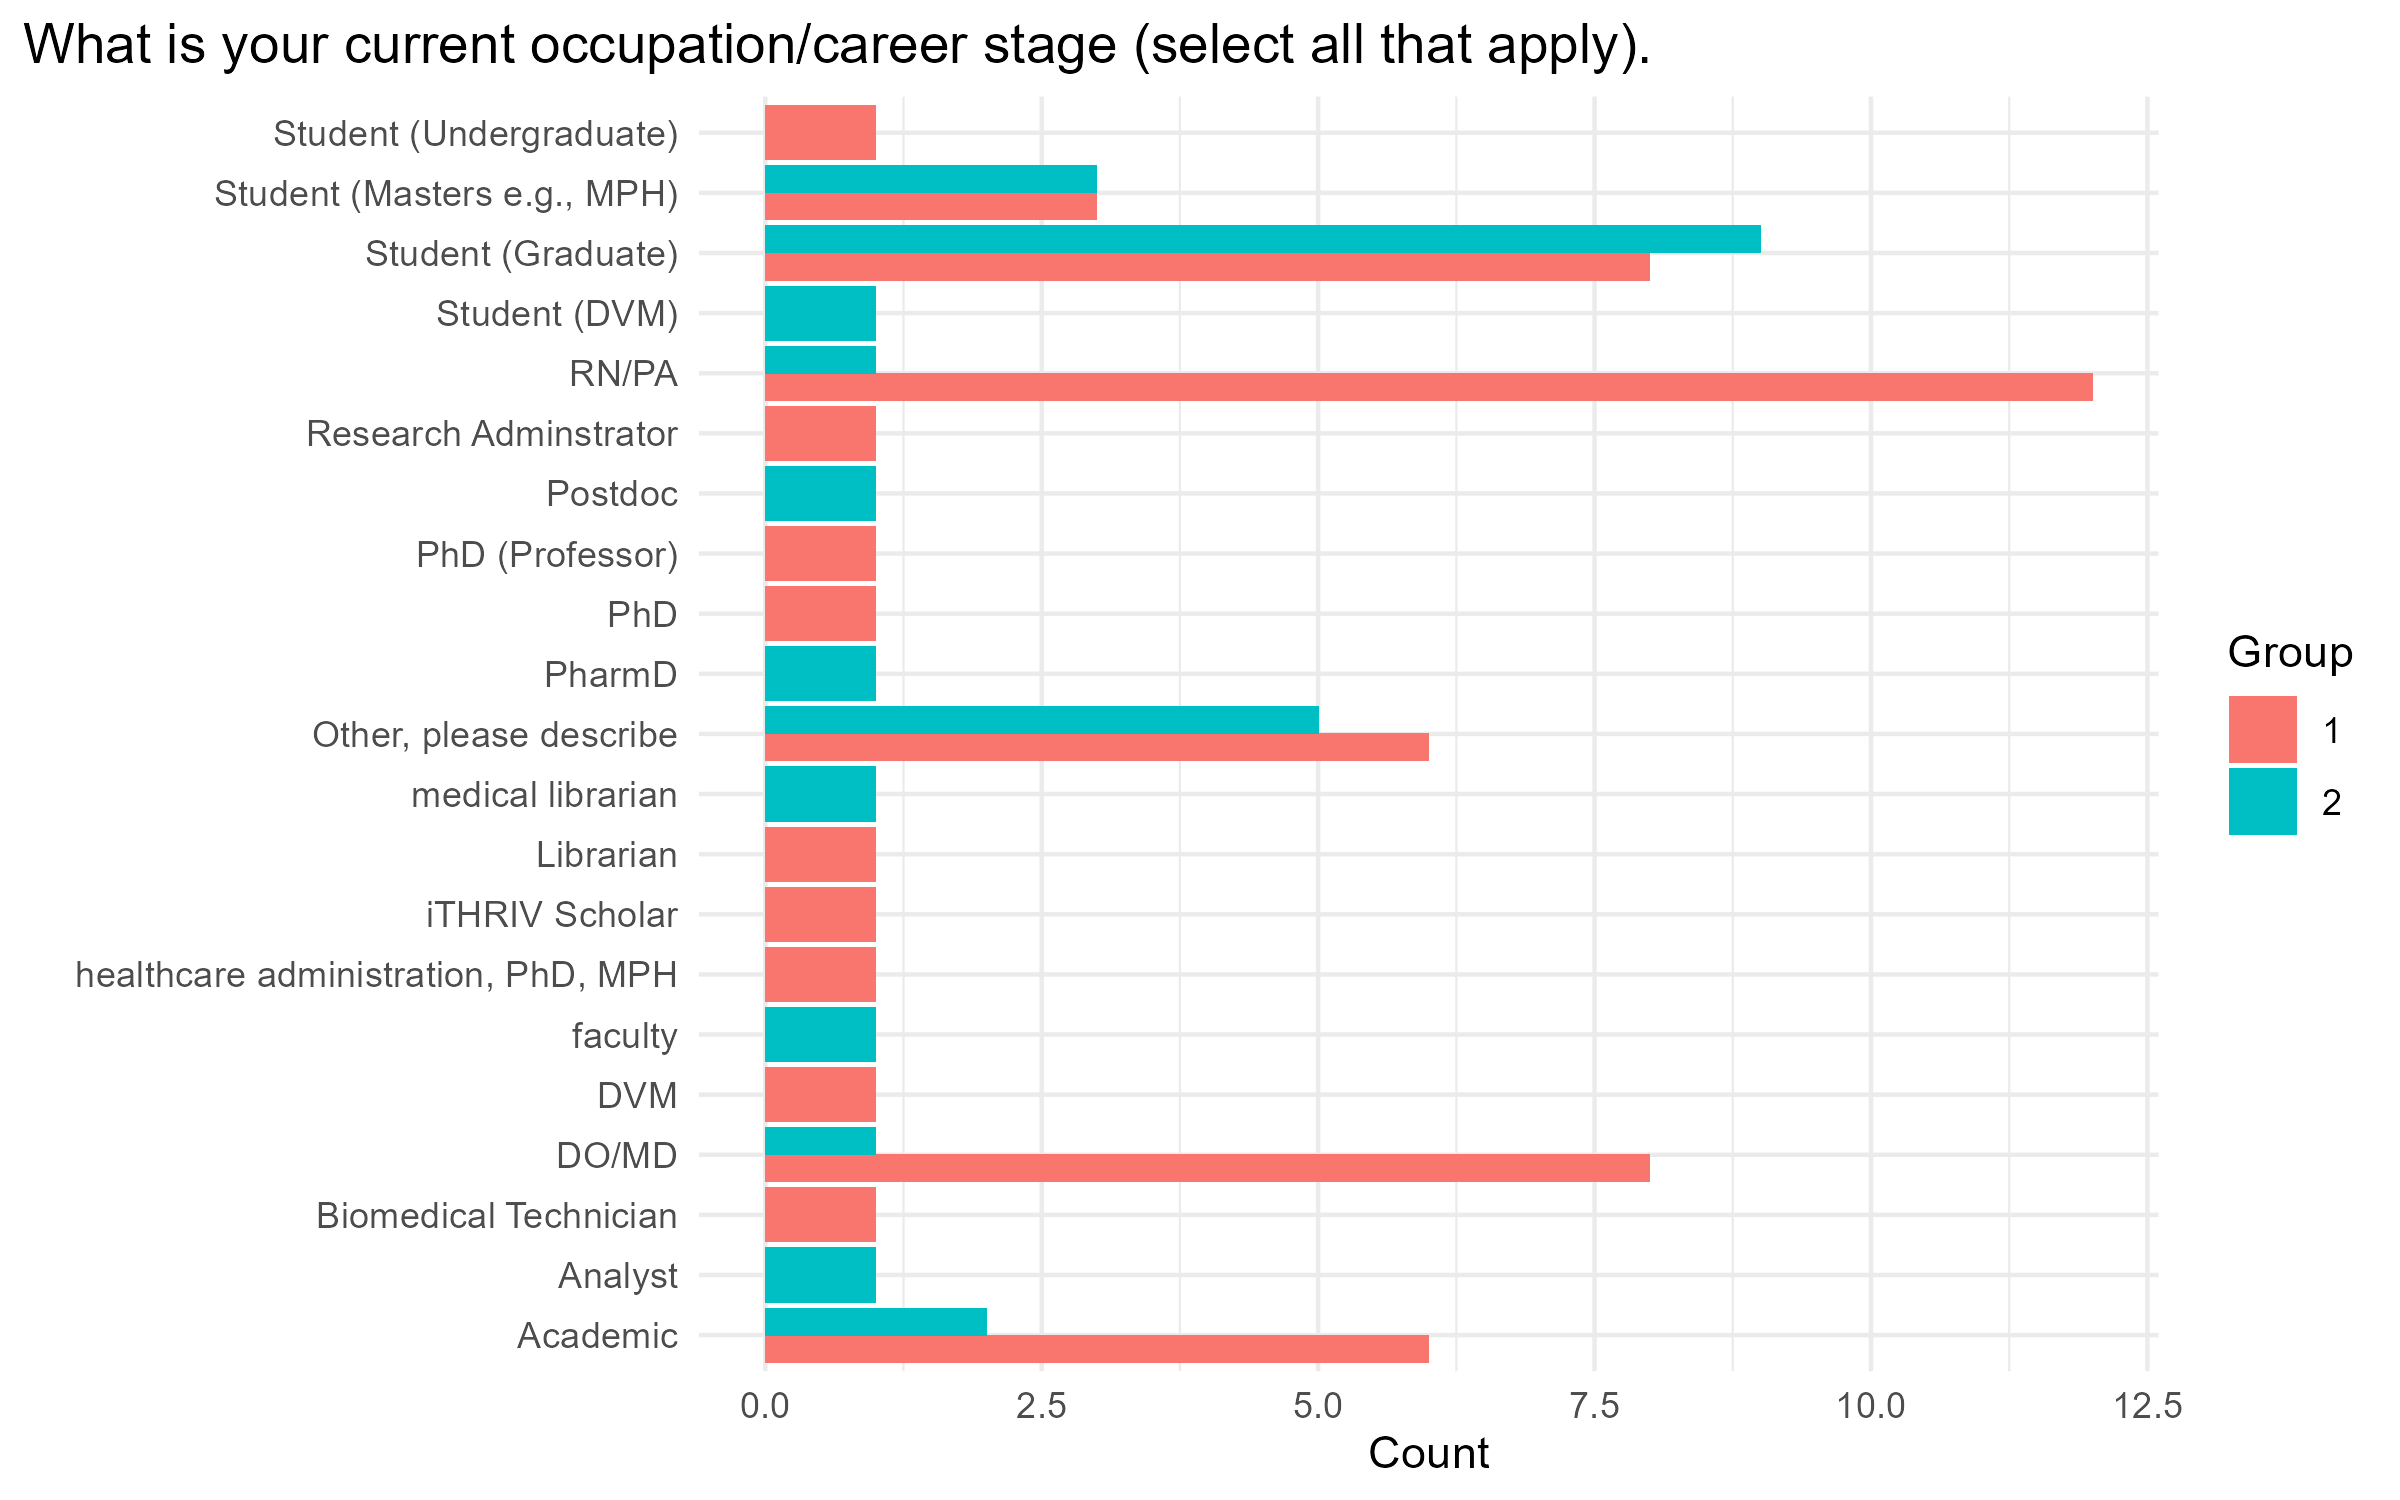 What is your current occupation/career stage (select all that apply).
Student (Undergraduate)
Student (Masters e.g., MPH)
Student (Graduate)
Student (DVM)
RN/PA
Research Adminstrator
Postdoc
PhD (Professor)
PhD
PharmD
Other, please describe
medical librarian
Librarian
iTHRIV Scholar
healthcare administration, PhD, MPH
faculty
DVM
DO/MD
Biomedical Technician
Analyst
Academic
0.0 2.5 5.0 7.5 10.0 12.5
Count
Group
1
2